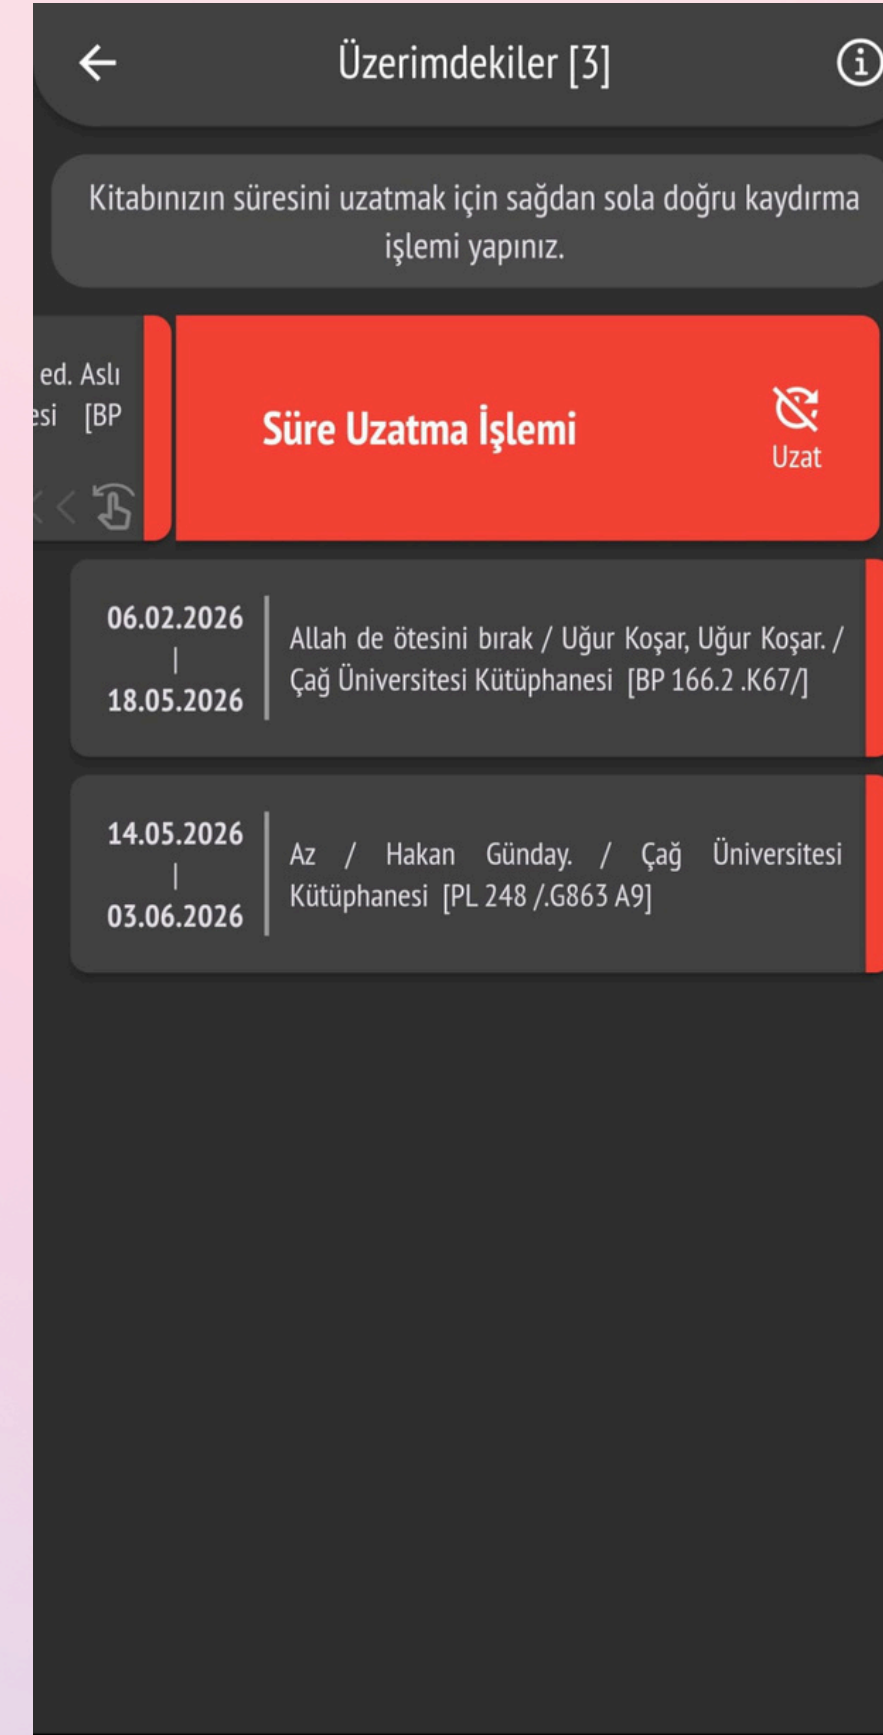 Üzerimdekiler [3]
Kitabınızın süresini uzatmak için sağdan sola doğru kaydırma
işlemi yapınız.
ed. Aslı
esi [BP
Süre Uzatma İşlemi
Uzat
06.02.2026
|
18.05.2026
Allah de ötesini bırak / Uğur Koşar, Uğur Koşar. /
Çağ Üniversitesi Kütüphanesi [BP 166.2 .K67/]
14.05.2026
|
03.06.2026
Az / Hakan Günday. / Çağ Üniversitesi
Kütüphanesi [PL 248 /.G863 A9]